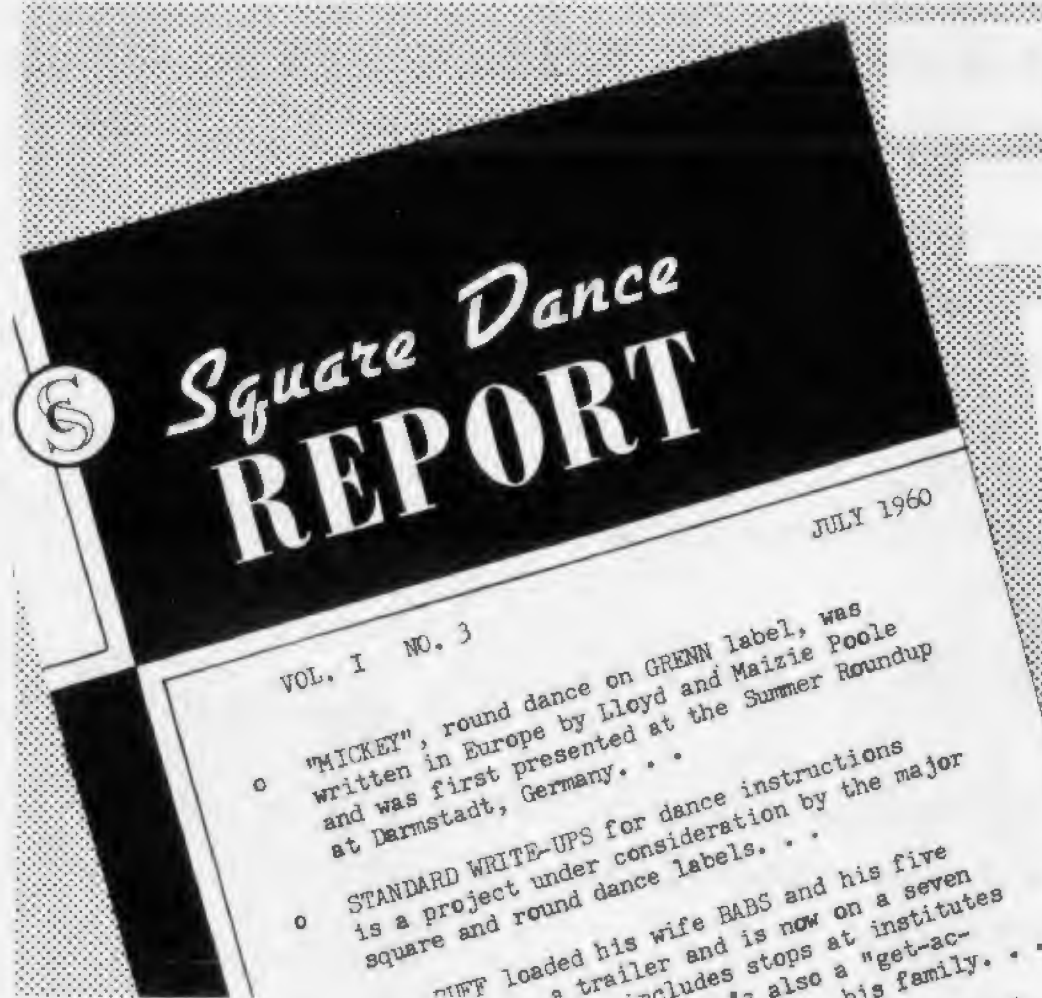 Square Dance
REPORT
JULY 1960
VOL. I NO. 3
o "MICKEY", round dance on GRENN label, was
written in Europe by Lloyd and Maizie Poole
and was first presented at the Summer Roundup
at Darmstadt, Germany. . .
o STANDARD WRITE-UPS for dance instructions
is a project under consideration by the major
square and round dance labels. . .
loaded his wife BABS and his five
a trailer and is now on a seven
includes stops at institutes
also a "get-ac-
his family. . .